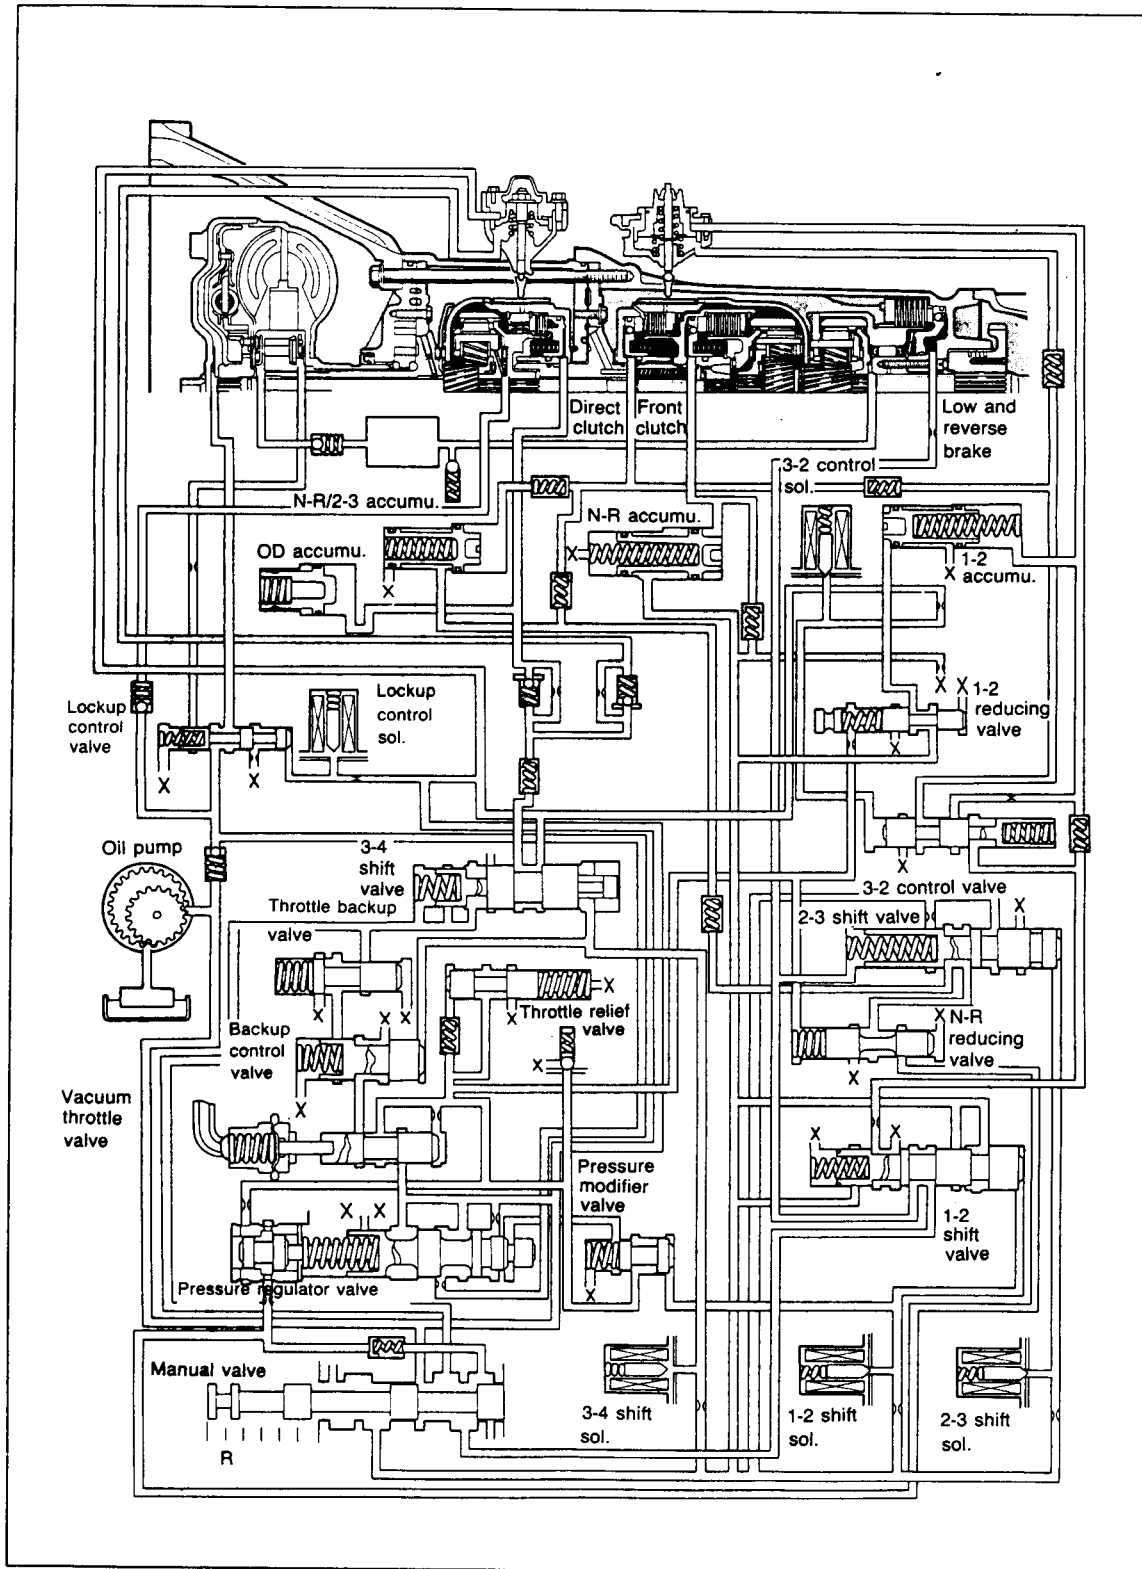 Direct Front
clutch clutch
Low and
reverse
brake
3-2 control
sol.
N-R/2-3 accumu.
N-R accumu.
OD accumu.
1-2
accumu.
X
X
X
Lockup
control
valve
Lockup
control
sol.
X
X
1-2
reducing
valve
X
X
X
X
Oil pump
3-4
shift
valve
3-2 control valve
X
Throttle backup
valve
2-3 shift valve
X
X
X
X
Throttle relief
valve
X
X
N-R
reducing
valve
X
X
Backup
control
valve
X
X
X
Vacuum
throttle
valve
Pressure
modifier
valve
X
X
X
1-2
shift
valve
X
X
Pressure regulator valve
Manual valve
R
3-4 shift
sol.
1-2 shift
sol.
2-3 shift
sol.